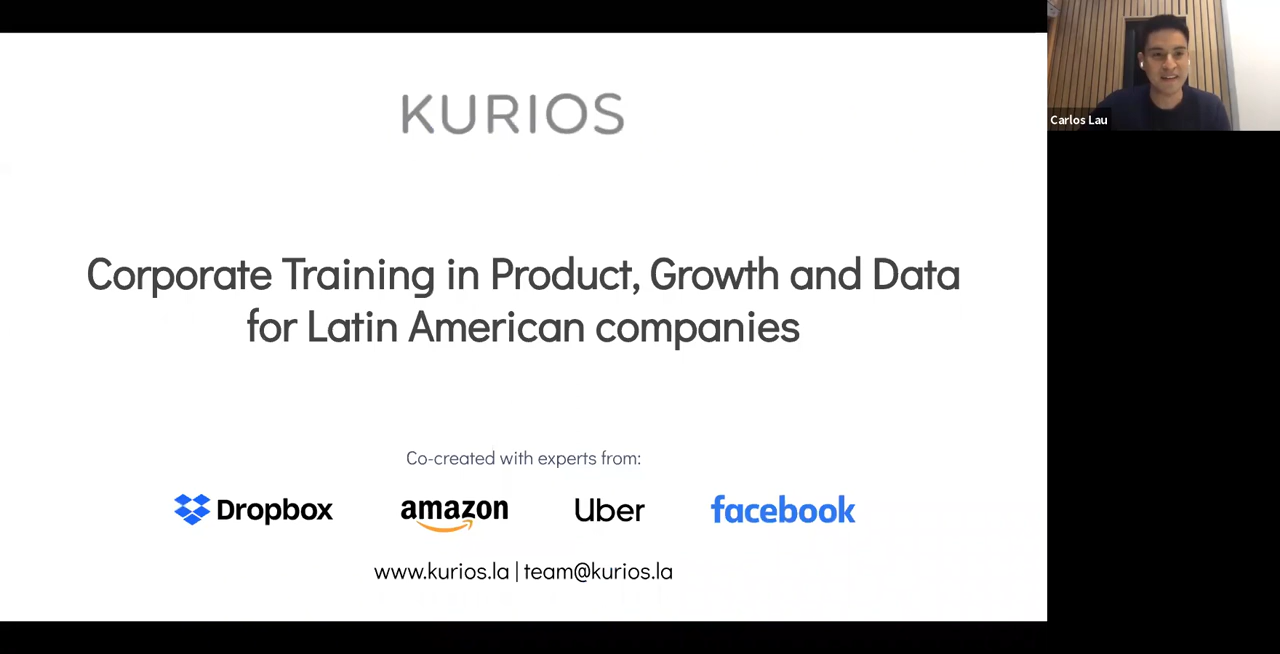 KURIOS
Carlos Lau
Corporate Training in Product, Growth and Data
for Latin American companies
Co-created with experts from:
Dropbox
amazon
Uber
facebook
www.kurios.la | team@kurios.la